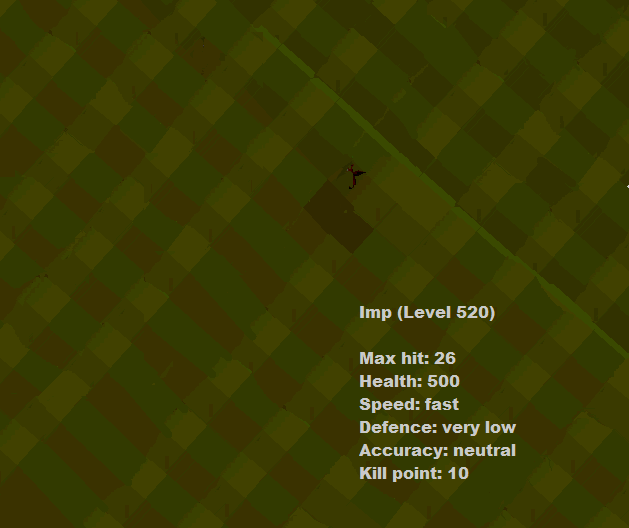 Imp (Level 520)
Max hit: 26
Health: 500
Speed: fast
Defence: very low
Accuracy: neutral
Kill point: 10